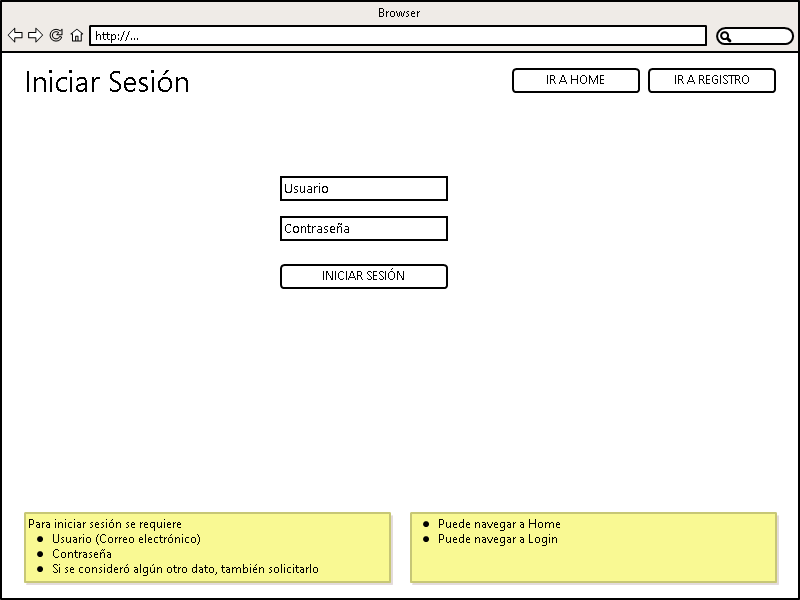 Browser
http://...
Iniciar Sesión
IR A HOME
IR A REGISTRO
Usuario
Contraseña
INICIAR SESIÓN
Para iniciar sesión se requiere
• Usuario (Correo electrónico)
• Contraseña
• Si se consideró algún otro dato, también solicitarlo
• Puede navegar a Home
• Puede navegar a Login